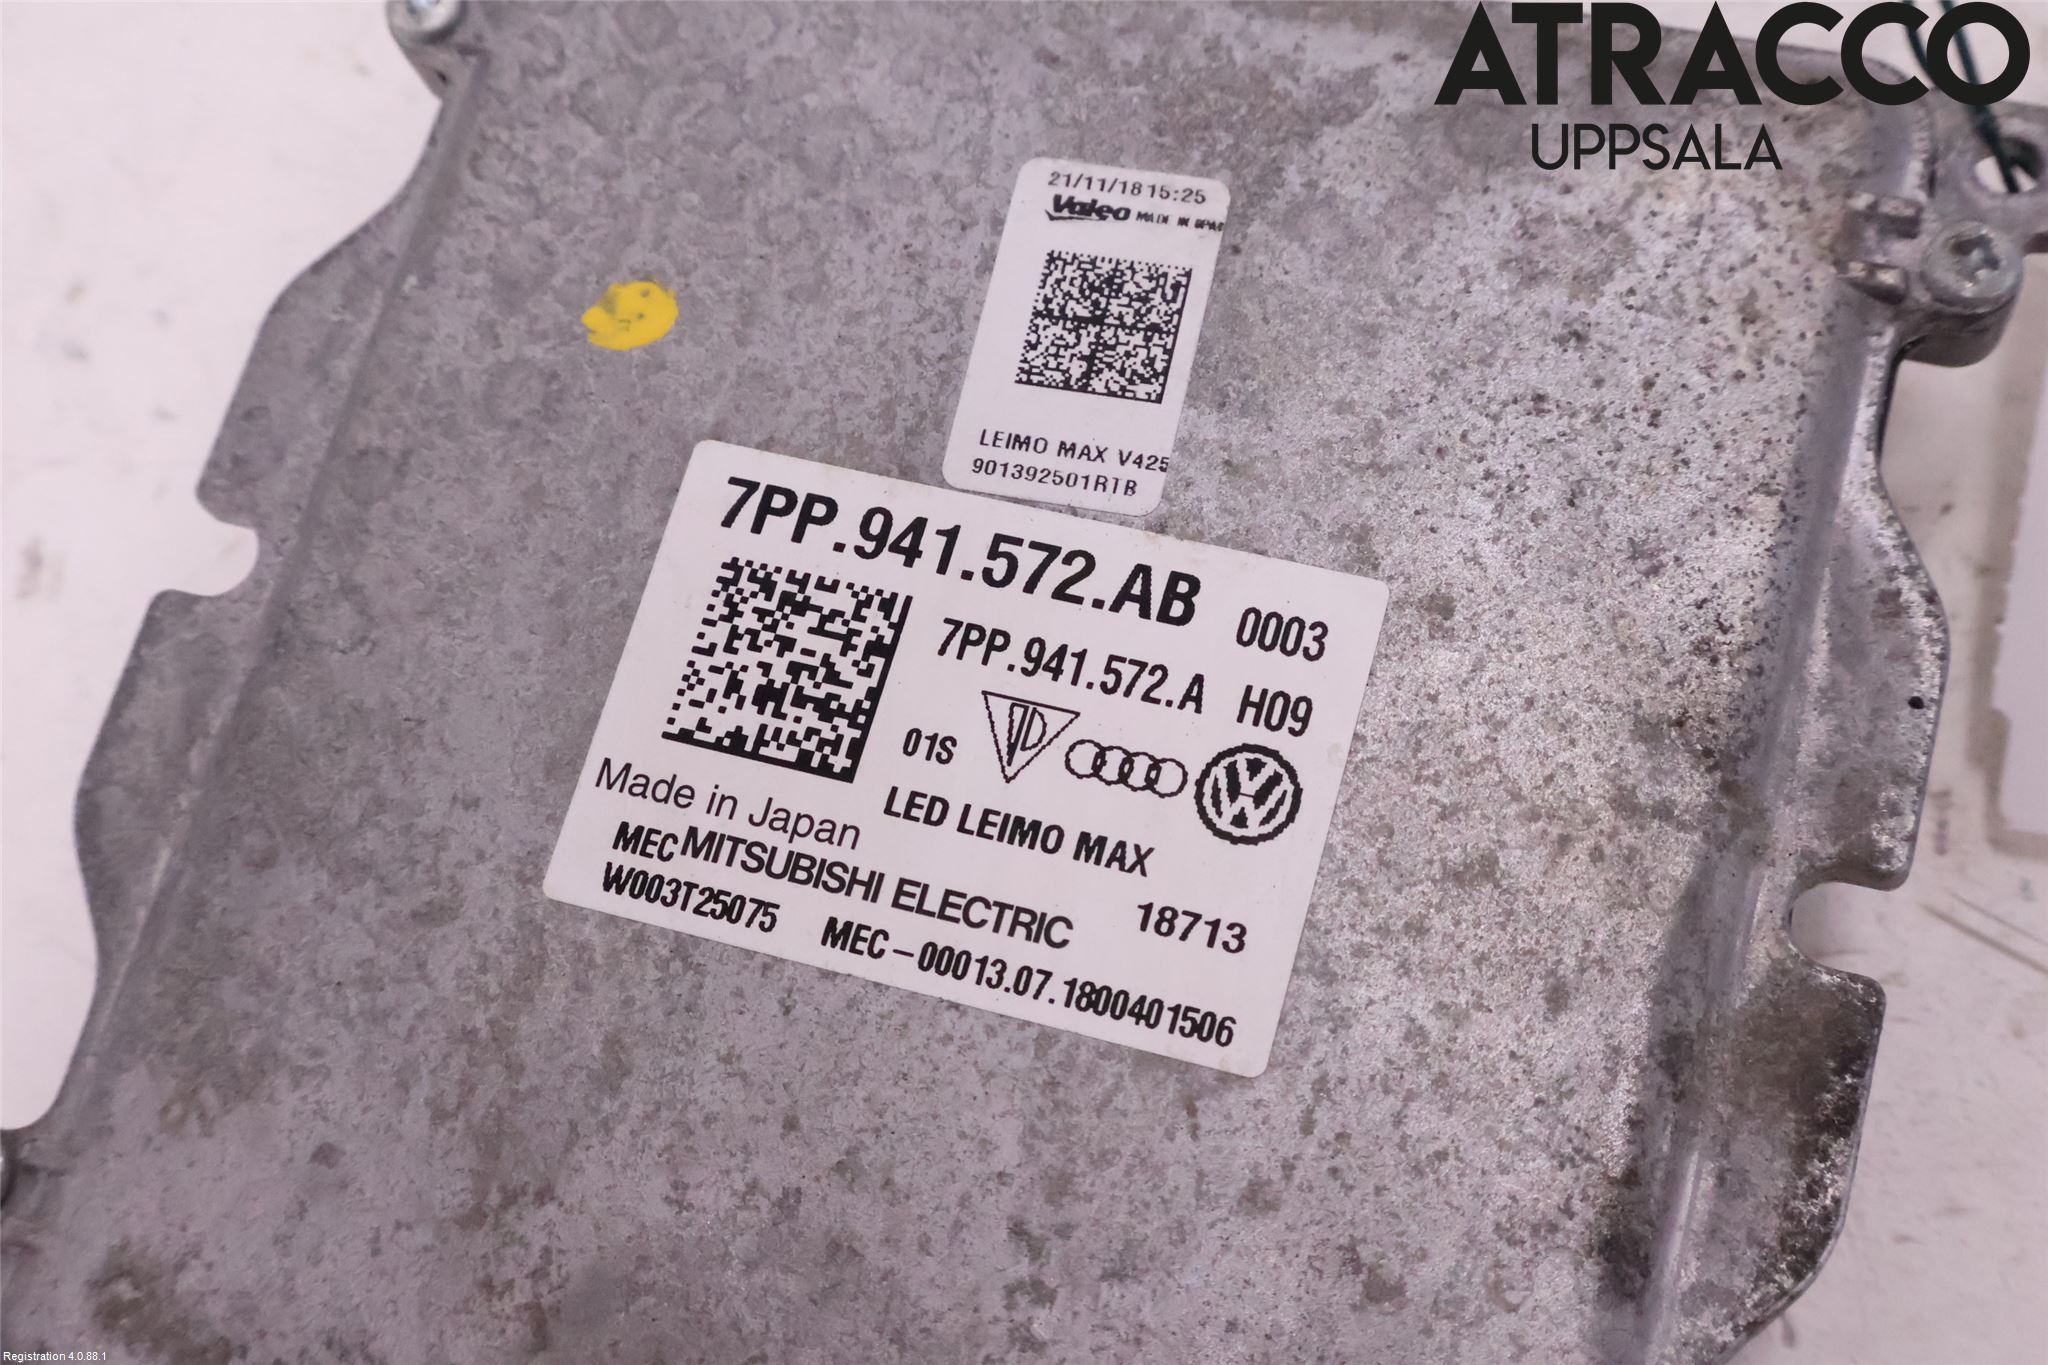 ATRACCO
UPPSALA
21/11/18 15:25
Valeo MADE IN SPAI
LEIMO MAX V425
901392501RTB
7PP.941.572.AB 0003
7PP.941.572.A H09
01S
LED LEIMO MAX
Made in Japan
MEC MITSUBISHI ELECTRIC 18713
W003T25075 MEC-00013.07.1800401506
Registration 4.0.88.1